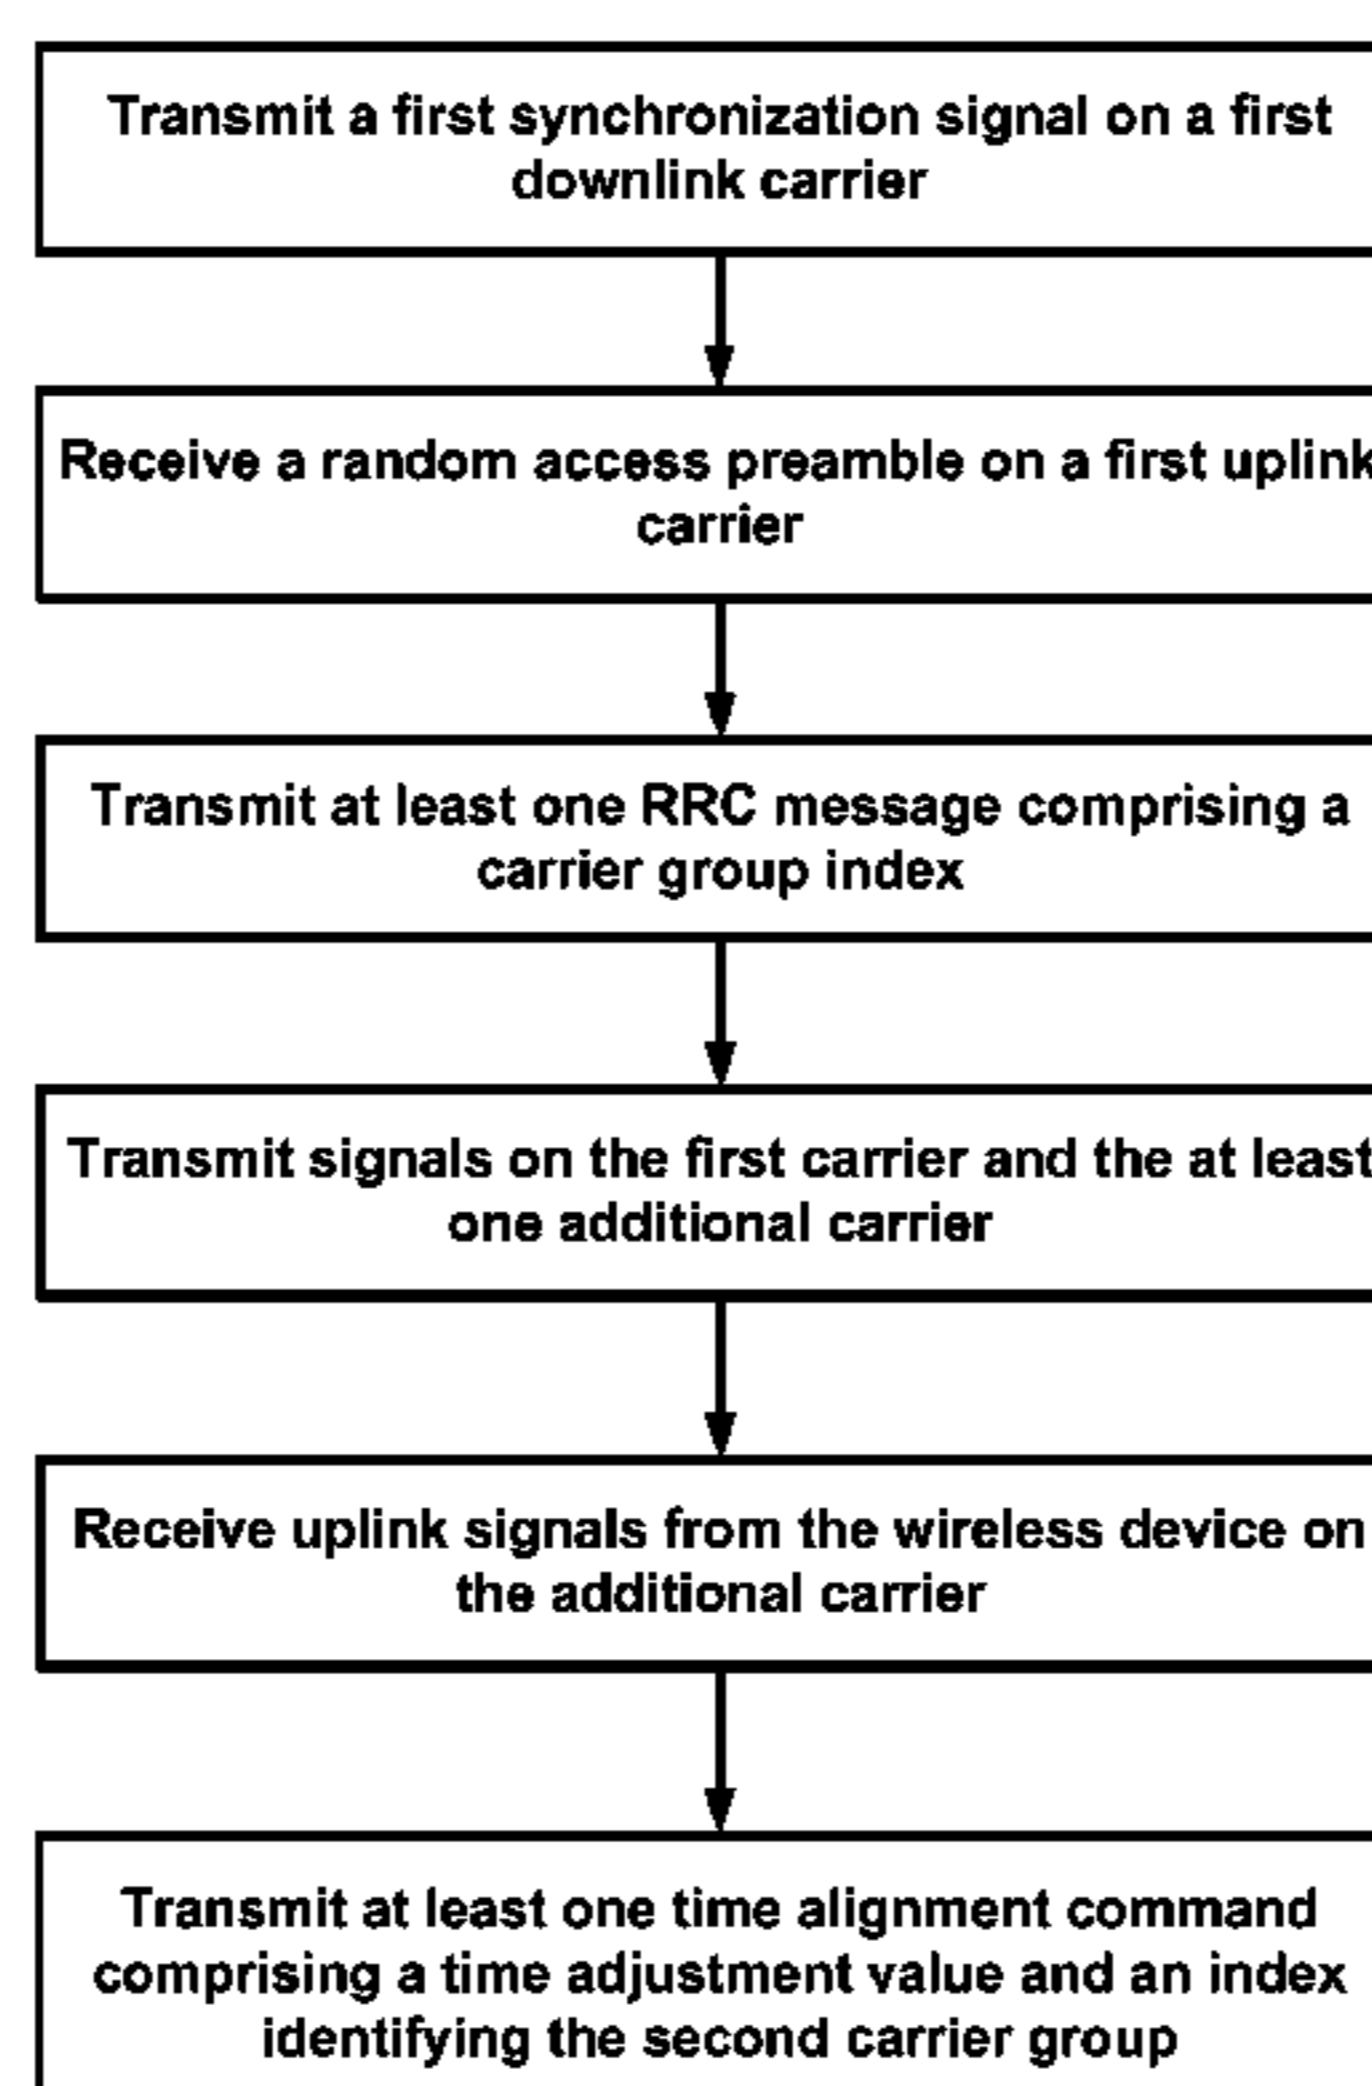 Transmit a first synchronization signal on a first
downlink carrier
Receive a random access preamble on a first uplink
carrier
Transmit at least one RRC message comprising a
carrier group index
Transmit signals on the first carrier and the at least
one additional carrier
Receive uplink signals from the wireless device on
the additional carrier
Transmit at least one time alignment command
comprising a time adjustment value and an index
identifying the second carrier group